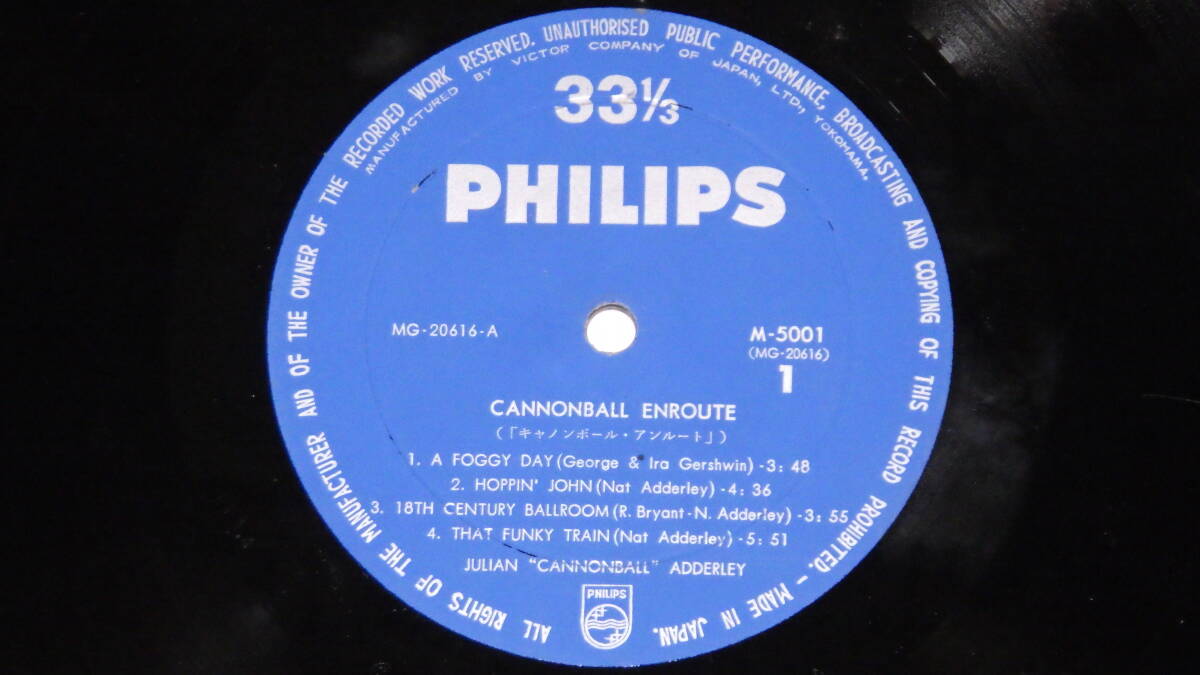 ALL RIGHTS OF THE MANUFACTURER AND OF THE OWNER OF THE RECORDED WORK RESERVED. UNAUTHORISED PUBLIC PERFORMANCE, BROADCASTING AND COPYING OF THIS RECORD PROHIBITED. – MADE IN JAPAN.
MANUFACTURED BY VICTOR COMPANY OF JAPAN, LTD., YOKOHAMA.
33⅓
PHILIPS
MG-20616-A
M-5001
(MG-20616)
1
CANNONBALL ENROUTE
(「キャノンボール・アンルート」)
1. A FOGGY DAY (George & Ira Gershwin) - 3: 48
2. HOPPIN' JOHN (Nat Adderley) - 4: 36
3. 18TH CENTURY BALLROOM (R. Bryant-N. Adderley) - 3: 55
4. THAT FUNKY TRAIN (Nat Adderley) - 5: 51
JULIAN "CANNONBALL" ADDERLEY
PHILIPS